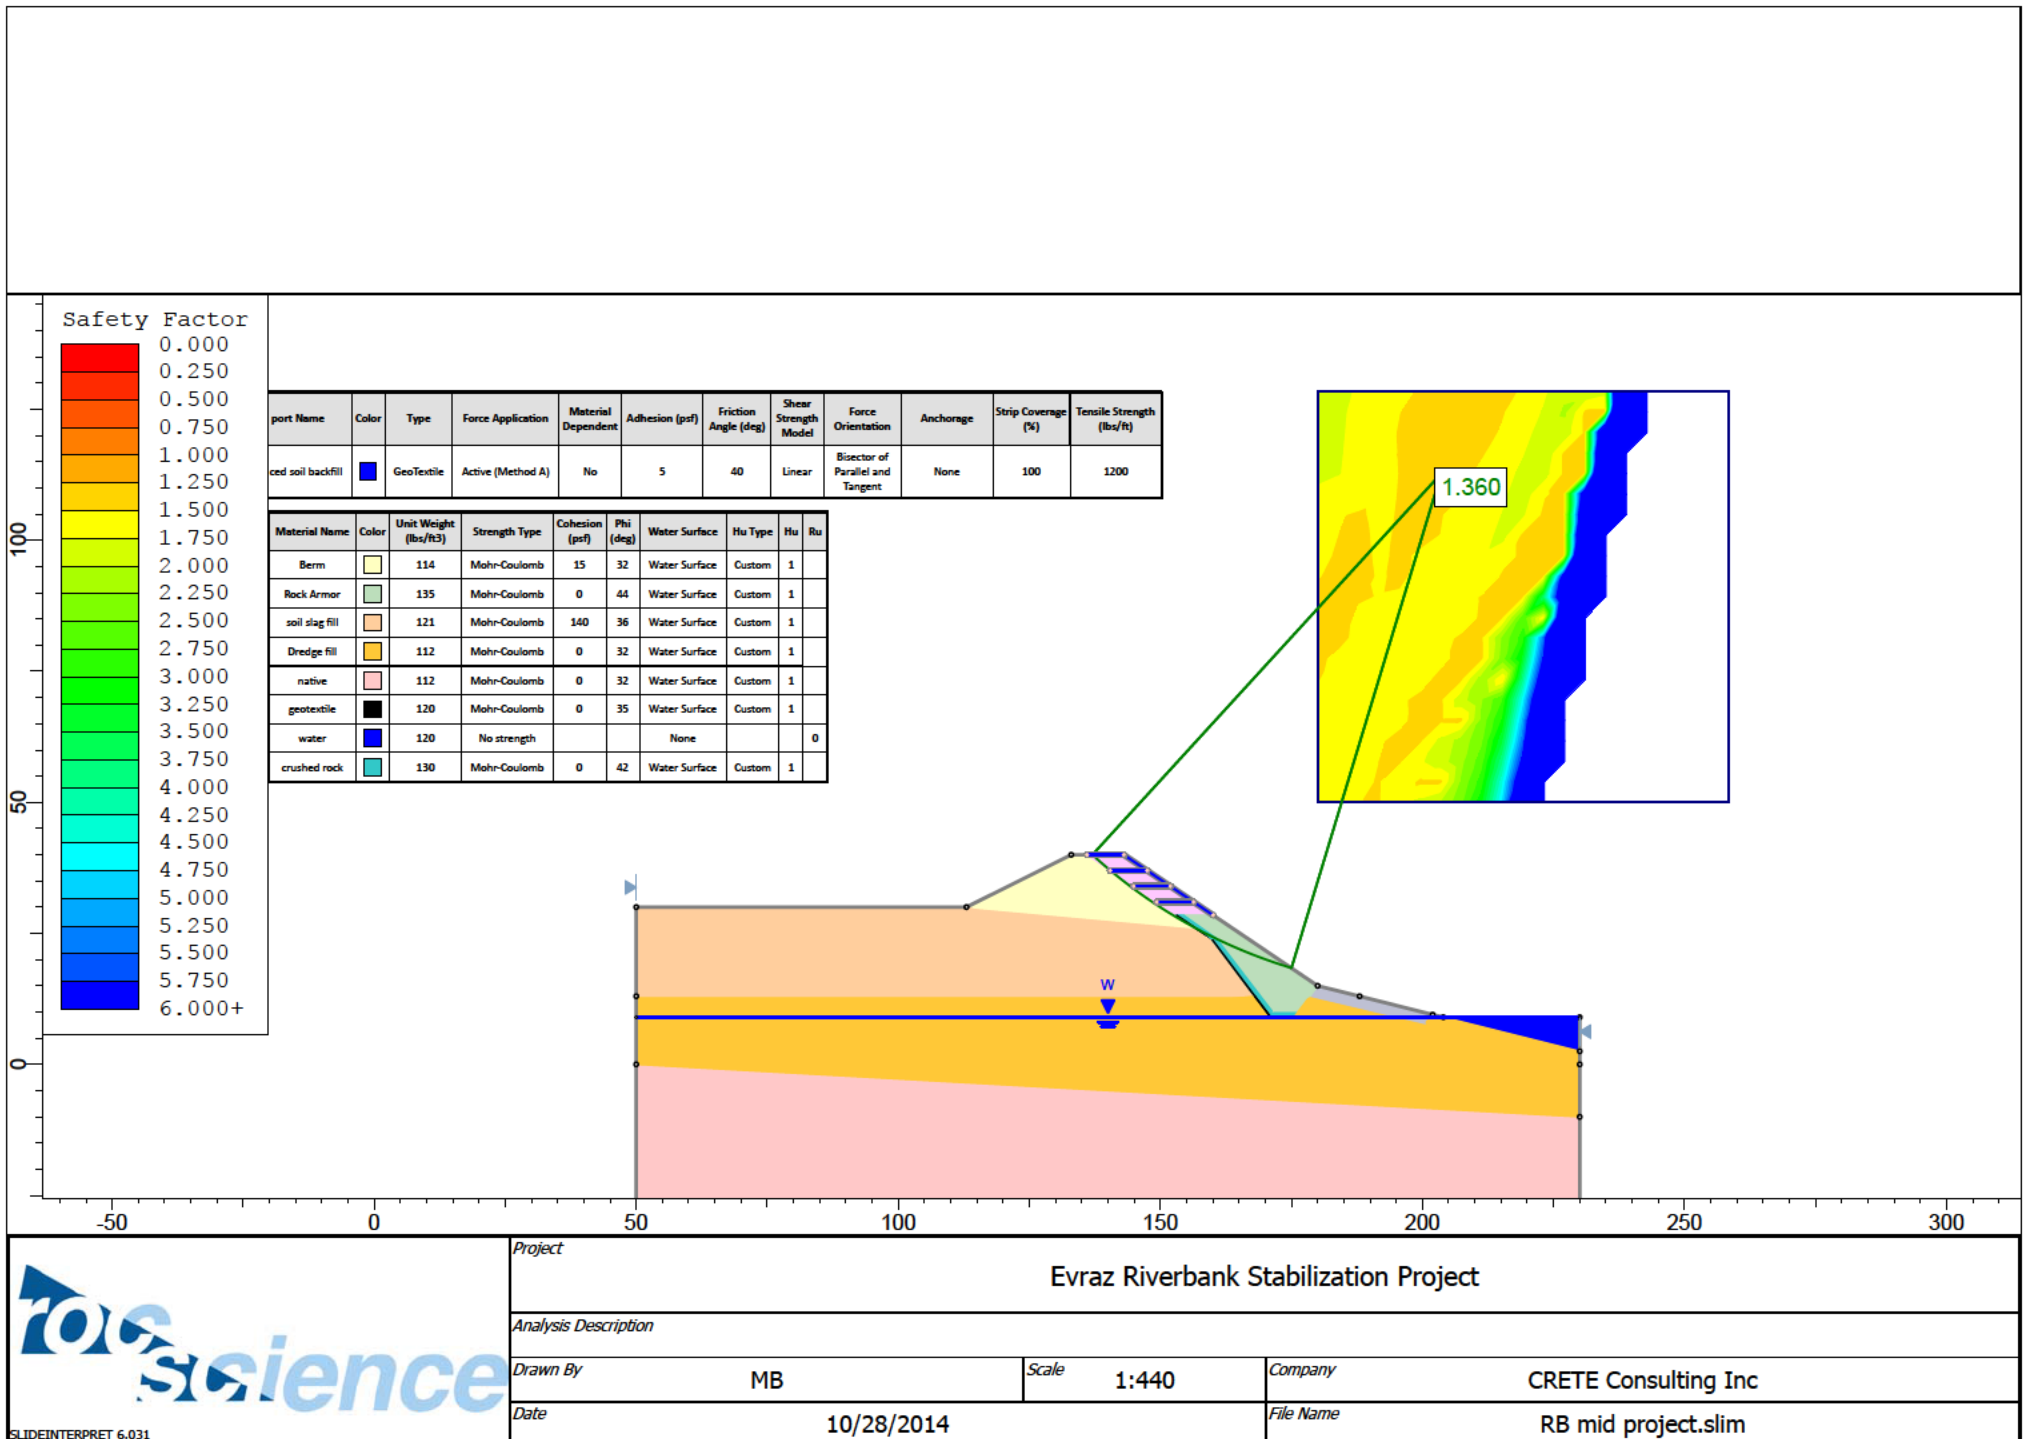 Safety Factor
0.000
0.250
0.500
0.750
1.000
1.250
1.500
1.750
2.000
2.250
2.500
2.750
3.000
3.250
3.500
3.750
4.000
4.250
4.500
4.750
5.000
5.250
5.500
5.750
6.000+
port Name Color Type Force Application Material Dependent Adhesion (psf) Friction Angle (deg) Shear Strength Model Force Orientation Anchorage Strip Coverage (%) Tensile Strength (lbs/ft)
ced soil backfill GeoTextile Active (Method A) No 5 40 Linear Bisector of Parallel and Tangent None 100 1200
Material Name Color Unit Weight (lbs/ft3) Strength Type Cohesion (psf) Phi (deg) Water Surface Hu Type Hu Ru
Berm 114 Mohr-Coulomb 15 32 Water Surface Custom 1
Rock Armor 135 Mohr-Coulomb 0 44 Water Surface Custom 1
soil slag fill 121 Mohr-Coulomb 140 36 Water Surface Custom 1
Dredge fill 112 Mohr-Coulomb 0 32 Water Surface Custom 1
native 112 Mohr-Coulomb 0 32 Water Surface Custom 1
geotextile 120 Mohr-Coulomb 0 35 Water Surface Custom 1
water 120 No strength None 0
crushed rock 130 Mohr-Coulomb 0 42 Water Surface Custom 1
1.360
W
100
50
0
-50 0 50 100 150 200 250 300
rocscience
SLIDEINTERPRET 6.031
Project
Evraz Riverbank Stabilization Project
Analysis Description
Drawn By MB Scale 1:440 Company CRETE Consulting Inc
Date 10/28/2014 File Name RB mid project.slim